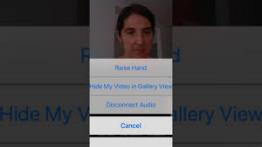 Raise Hand
Hide My Video in Gallery View
Disconnect Audio
Cancel